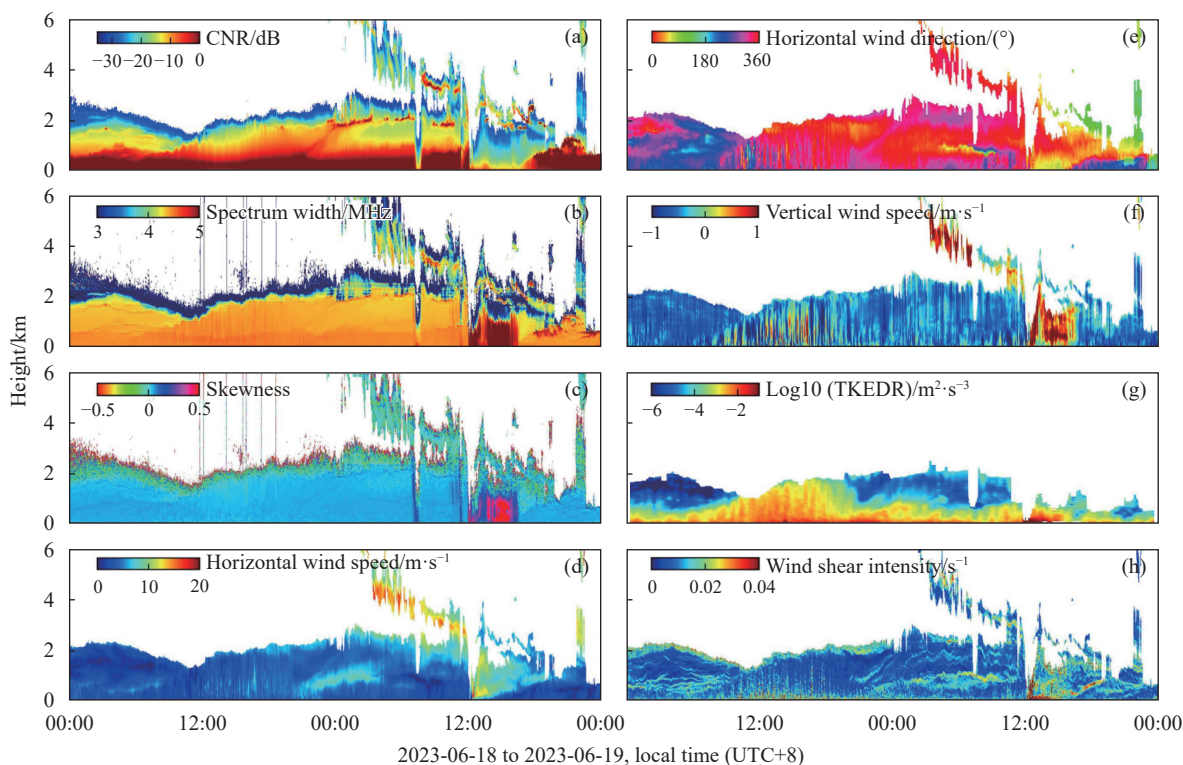 6
4
2
0
CNR/dB
−30 −20 −10 0
(a)
Horizontal wind direction/(°)
0 180 360
(e)
6
4
2
0
Spectrum width/MHz
3 4 5
(b)
Vertical wind speed/m·s⁻¹
−1 0 1
(f)
Height/km
6
4
2
0
Skewness
−0.5 0 0.5
(c)
Log10 (TKEDR)/m²·s⁻³
−6 −4 −2
(g)
6
4
2
0
Horizontal wind speed/m·s⁻¹
0 10 20
(d)
Wind shear intensity/s⁻¹
0 0.02 0.04
(h)
00:00 12:00 00:00 12:00 00:00
12:00 00:00 12:00 00:00
2023-06-18 to 2023-06-19, local time (UTC+8)